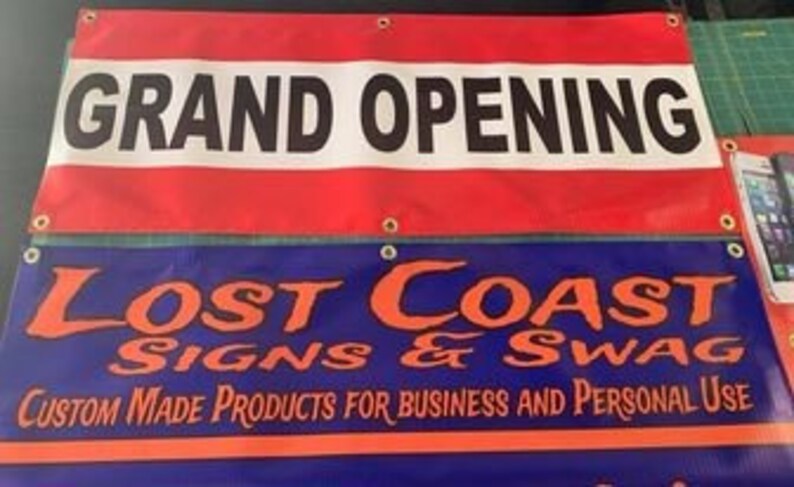 GRAND OPENING
LOST COAST
SIGNS & SWAG
CUSTOM MADE PRODUCTS FOR BUSINESS AND PERSONAL USE